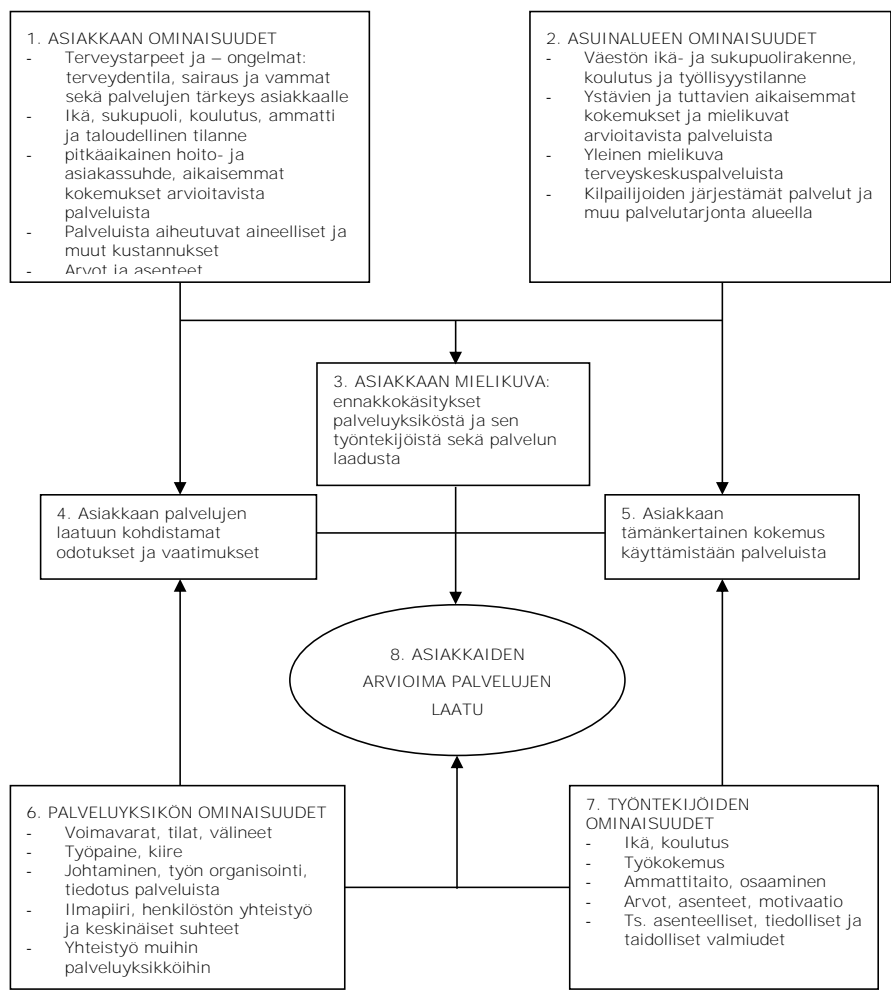 1. ASIAKKAAN OMINAISUUDET
- Terveystarpeet ja – ongelmat:
terveydentila, sairaus ja vammat
sekä palvelujen tärkeys asiakkaalle
- Ikä, sukupuoli, koulutus, ammatti
ja taloudellinen tilanne
- pitkäaikainen hoito- ja
asiakassuhde, aikaisemmat
kokemukset arvioitavista
palveluista
- Palveluista aiheutuvat aineelliset ja
muut kustannukset
- Arvot ja asenteet
2. ASUINALUEEN OMINAISUUDET
- Väestön ikä- ja sukupuolirakenne,
koulutus ja työllisyystilanne
- Ystävien ja tuttavien aikaisemmat
kokemukset ja mielikuvat
arvioitavista palveluista
- Yleinen mielikuva
terveyskeskuspalveluista
- Kilpailijoiden järjestämät palvelut ja
muu palvelutarjonta alueella
3. ASIAKKAAN MIELIKUVA:
ennakkokäsitykset
palveluyksiköstä ja sen
työntekijöistä sekä palvelun
laadusta
4. Asiakkaan palvelujen
laatuun kohdistamat
odotukset ja vaatimukset
5. Asiakkaan
tämänkertainen kokemus
käyttämistään palveluista
8. ASIAKKAIDEN
ARVIOIMA PALVELUJEN
LAATU
6. PALVELUYKSIKÖN OMINAISUUDET
- Voimavarat, tilat, välineet
- Työpaine, kiire
- Johtaminen, työn organisointi,
tiedotus palveluista
- Ilmapiiri, henkilöstön yhteistyö
ja keskinäiset suhteet
- Yhteistyö muihin
palveluyksikköihin
7. TYÖNTEKIJÖIDEN
OMINAISUUDET
- Ikä, koulutus
- Työkokemus
- Ammattitaito, osaaminen
- Arvot, asenteet, motivaatio
- Ts. asenteelliset, tiedolliset ja
taidolliset valmiudet